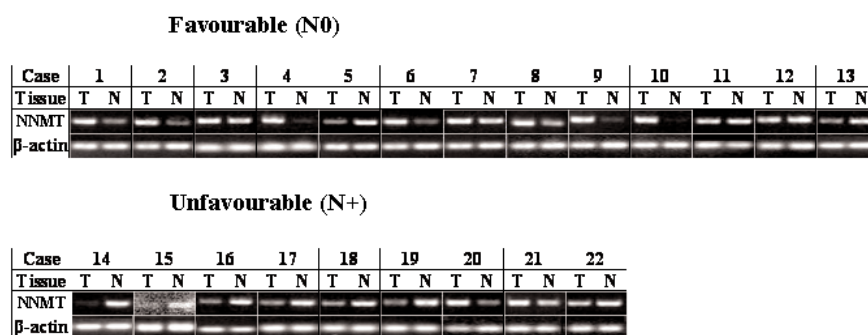 Favourable (N0)
Case 1 2 3 4 5 6 7 8 9 10 11 12 13
Tissue T N T N T N T N T N T N T N T N T N T N T N T N T N
NNMT
β-actin
Unfavourable (N+)
Case 14 15 16 17 18 19 20 21 22
Tissue T N T N T N T N T N T N T N T N T N
NNMT
β-actin